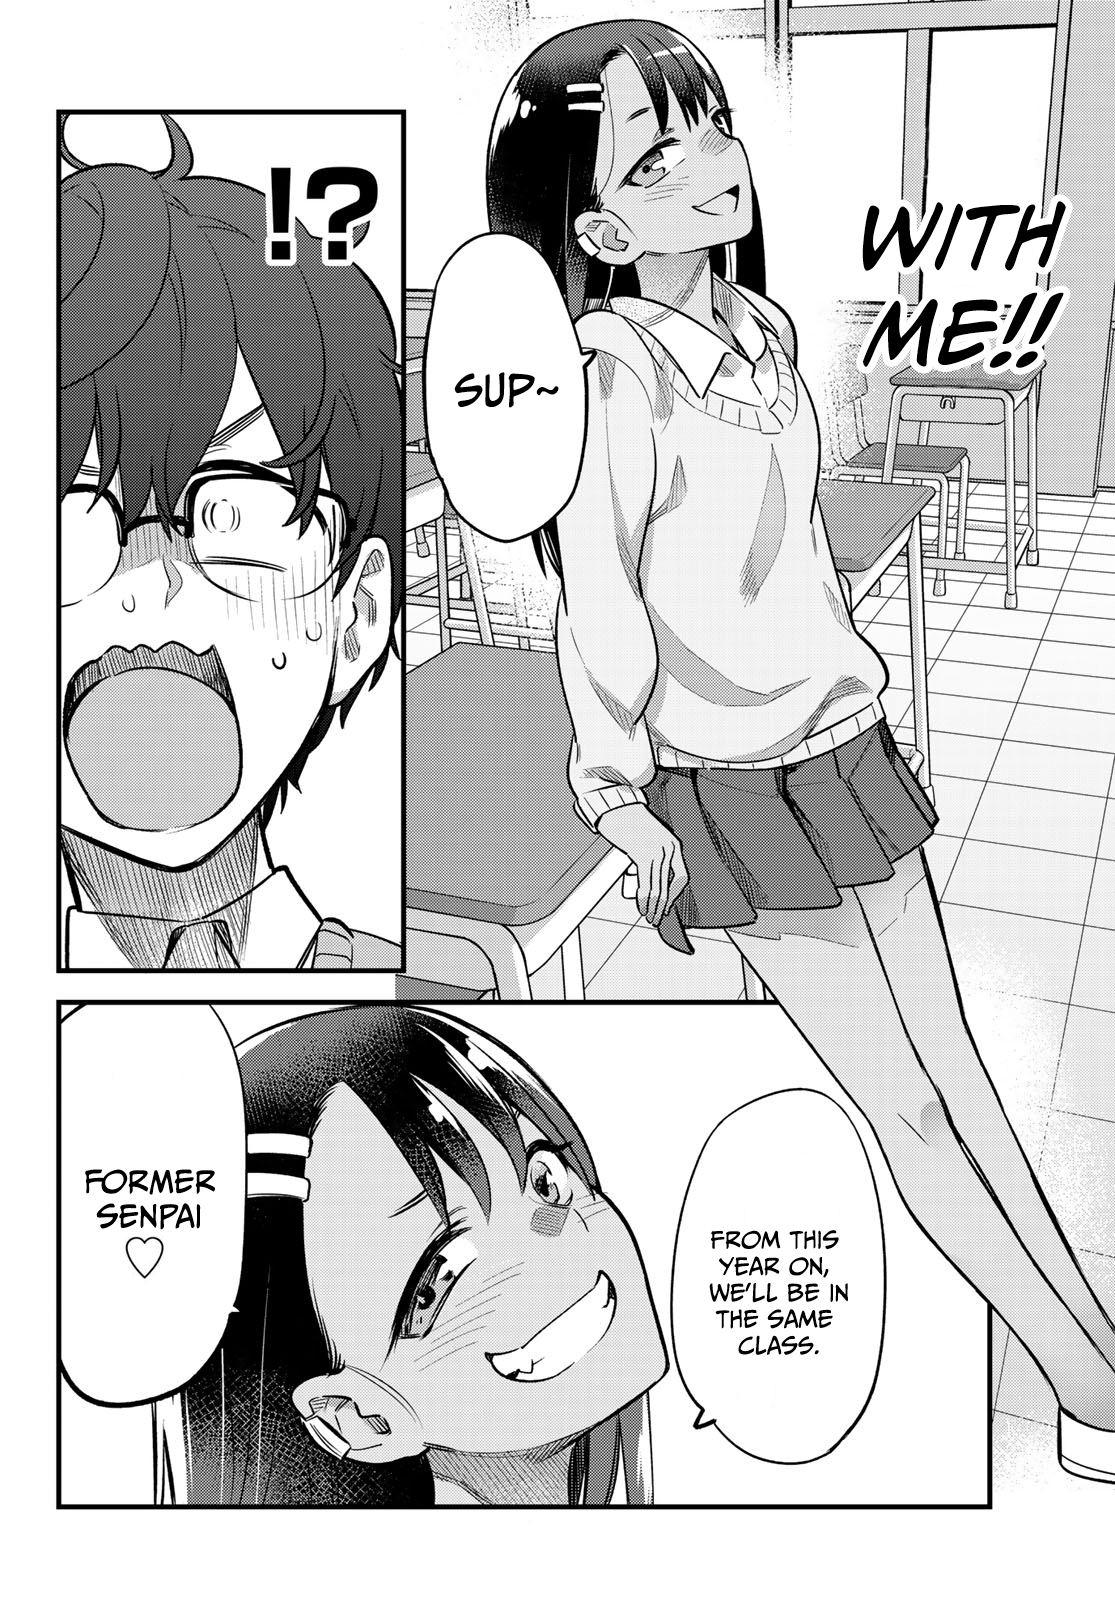 WITH
ME!!
SUP~
!?
FROM THIS
YEAR ON,
WE'LL BE IN
THE SAME
CLASS.
FORMER
SENPAI
♡